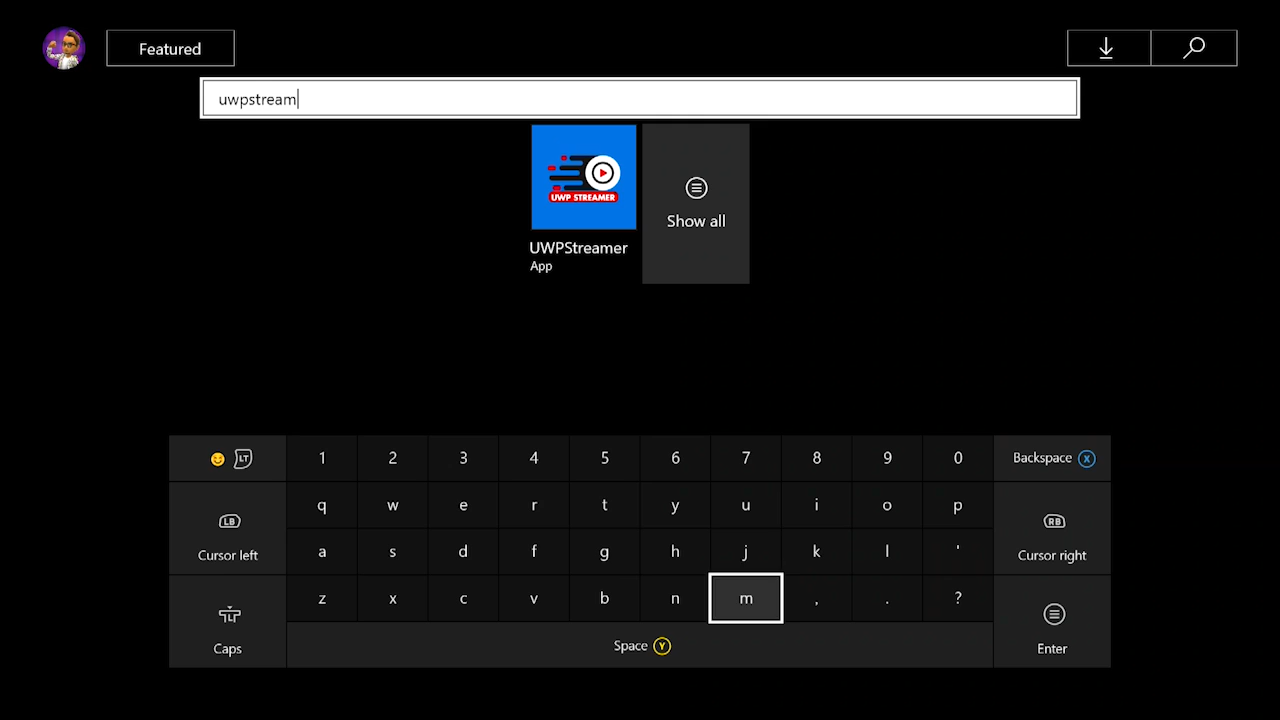 Featured
uwpstream
UWP STREAMER
Show all
UWPStreamer
App
LT 1 2 3 4 5 6 7 8 9 0 Backspace X
q w e r t y u i o p
LB RB
Cursor left a s d f g h j k l ' Cursor right
z x c v b n m , . ?
LT
Caps Space Y Enter